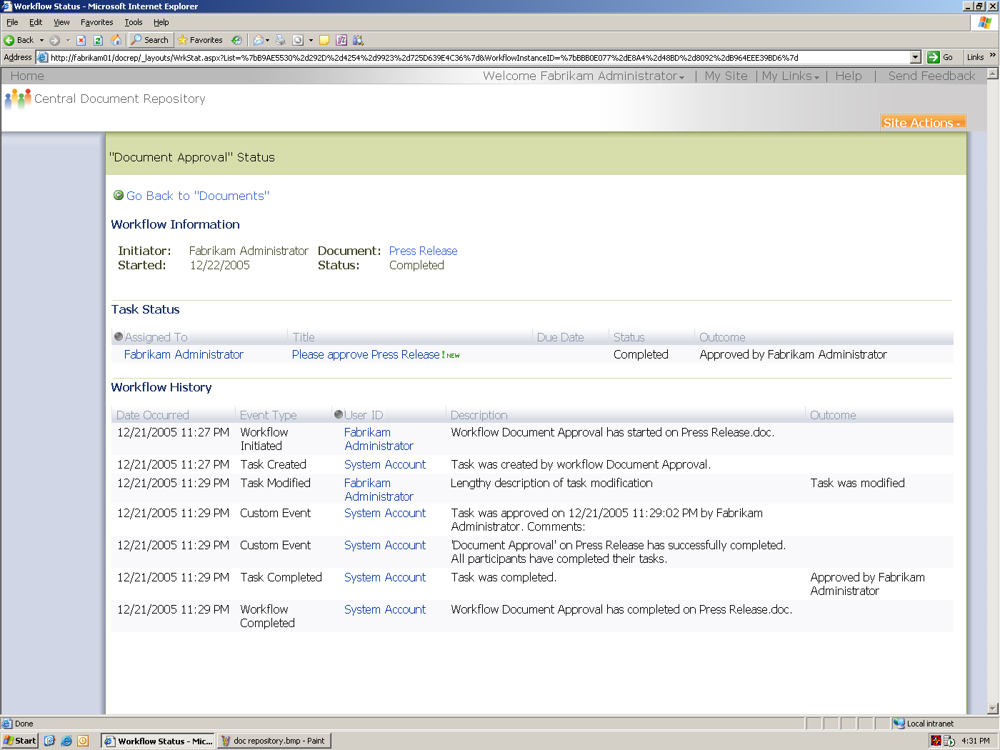 Workflow Status - Microsoft Internet Explorer
File Edit View Favorites Tools Help
Back Search Favorites
Address http://fabrikam01/docrep/_layouts/WrkStat.aspx?List=%7bB9AE5530%2d292D%2d4254%2d9923%2d725D639E4C36%7d&WorkflowInstanceID=%7bBBB0E077%2dE8A4%2d48BD%2d8092%2dB964EEE39BD6%7d Go Links »
Home Welcome Fabrikam Administrator | My Site | My Links | Help | Send Feedback
Central Document Repository
Site Actions
"Document Approval" Status
Go Back to "Documents"
Workflow Information
Initiator: Fabrikam Administrator Document: Press Release
Started: 12/22/2005 Status: Completed
Task Status
Assigned To Title Due Date Status Outcome
Fabrikam Administrator Please approve Press Release ! NEW Completed Approved by Fabrikam Administrator
Workflow History
Date Occurred Event Type User ID Description Outcome
12/21/2005 11:27 PM Workflow Fabrikam Workflow Document Approval has started on Press Release.doc.
Initiated Administrator
12/21/2005 11:27 PM Task Created System Account Task was created by workflow Document Approval.
12/21/2005 11:29 PM Task Modified Fabrikam Lengthy description of task modification Task was modified
Administrator
12/21/2005 11:29 PM Custom Event System Account Task was approved on 12/21/2005 11:29:02 PM by Fabrikam
Administrator. Comments:
12/21/2005 11:29 PM Custom Event System Account 'Document Approval' on Press Release has successfully completed.
All participants have completed their tasks.
12/21/2005 11:29 PM Task Completed System Account Task was completed. Approved by Fabrikam
Administrator
12/21/2005 11:29 PM Workflow System Account Workflow Document Approval has completed on Press Release.doc.
Completed
Done Local intranet
Start Workflow Status - Mic... doc repository.bmp - Paint 4:31 PM